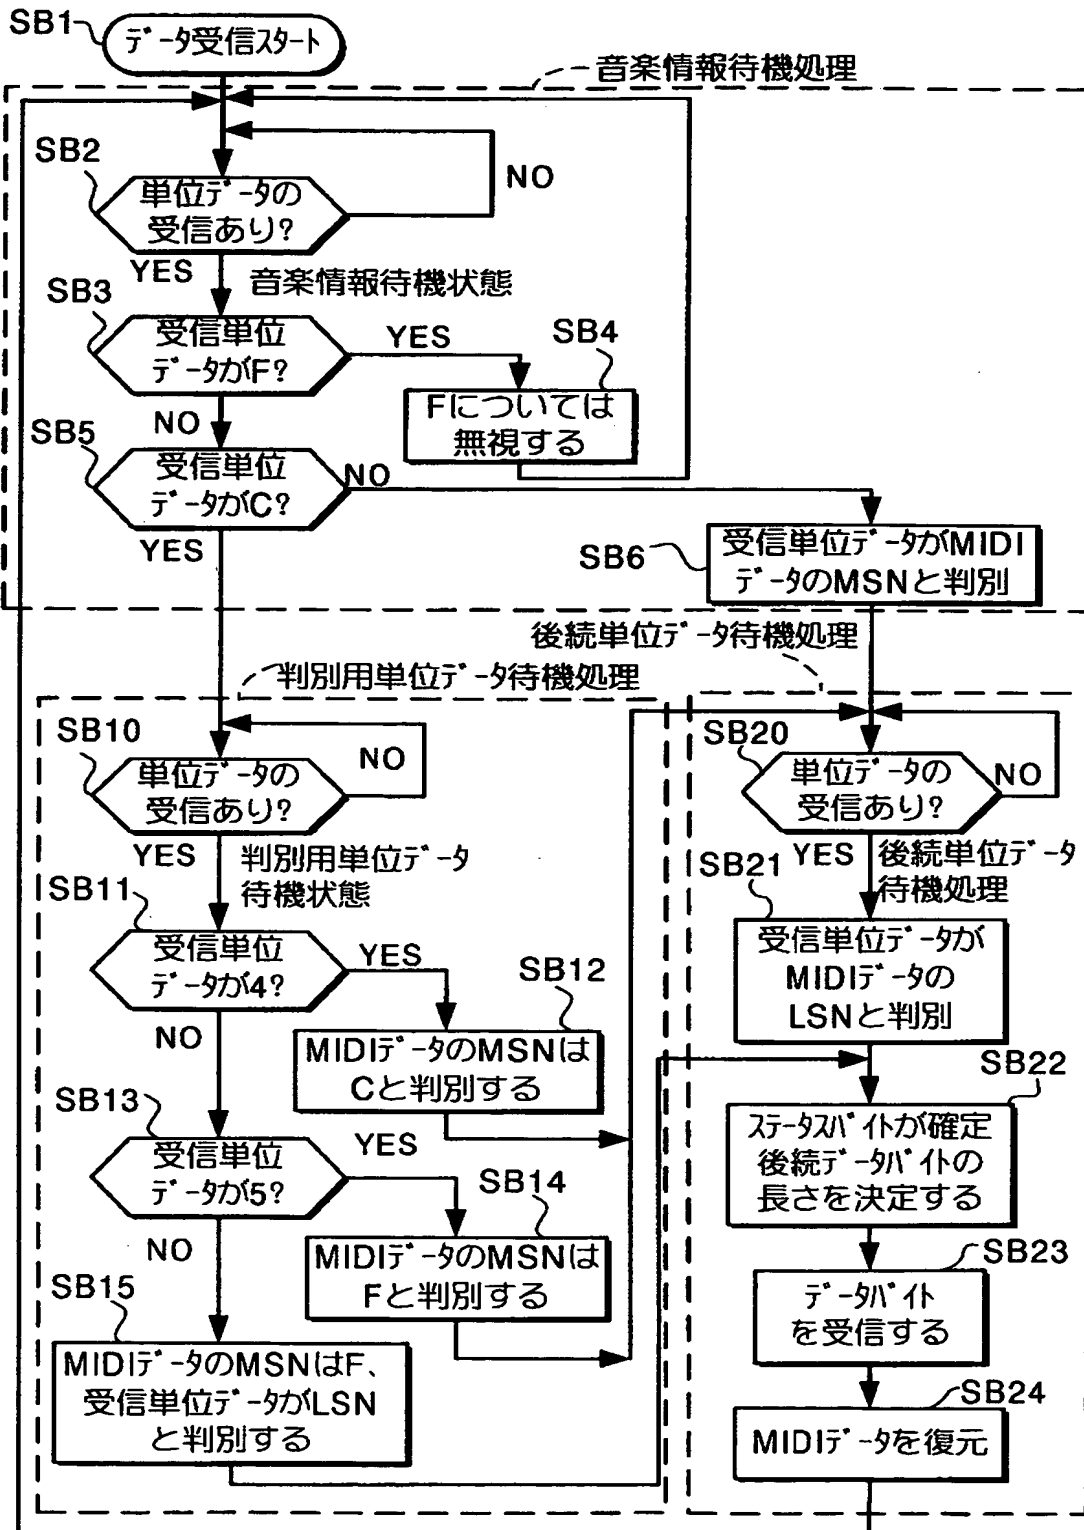 SB1
データ受信スタート
音楽情報待機処理
SB2
単位データの
受信あり?
NO
YES
音楽情報待機状態
SB3
受信単位
データがF?
YES
SB4
Fについては
無視する
NO
SB5
受信単位
データがC?
NO
YES
SB6
受信単位データがMIDI
データのMSNと判別
後続単位データ待機処理
判別用単位データ待機処理
SB10
単位データの
受信あり?
NO
YES
判別用単位データ
待機状態
SB11
受信単位
データが4?
YES
SB12
MIDIデータのMSNは
Cと判別する
NO
SB13
受信単位
データが5?
YES
SB14
MIDIデータのMSNは
Fと判別する
NO
SB15
MIDIデータのMSNはF、
受信単位データがLSN
と判別する
SB20
単位データの
受信あり?
NO
YES
後続単位データ
待機処理
SB21
受信単位データが
MIDIデータの
LSNと判別
SB22
ステータスバイトが確定
後続データバイトの
長さを決定する
SB23
データバイト
を受信する
SB24
MIDIデータを復元